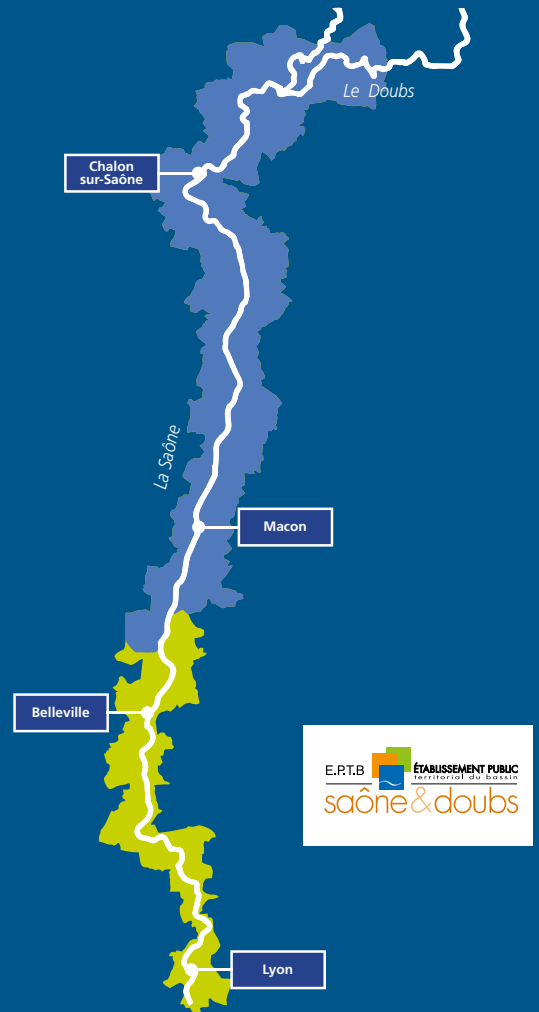 Le Doubs
Chalon
sur-Saône
La Saône
Macon
Belleville
E.P.T.B
ÉTABLISSEMENT PUBLIC
territorial du bassin
saône & doubs
Lyon